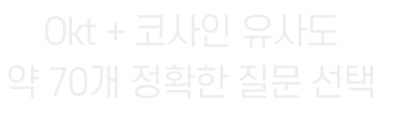 Okt + 코사인 유사도
약 70개 정확한 질문 선택